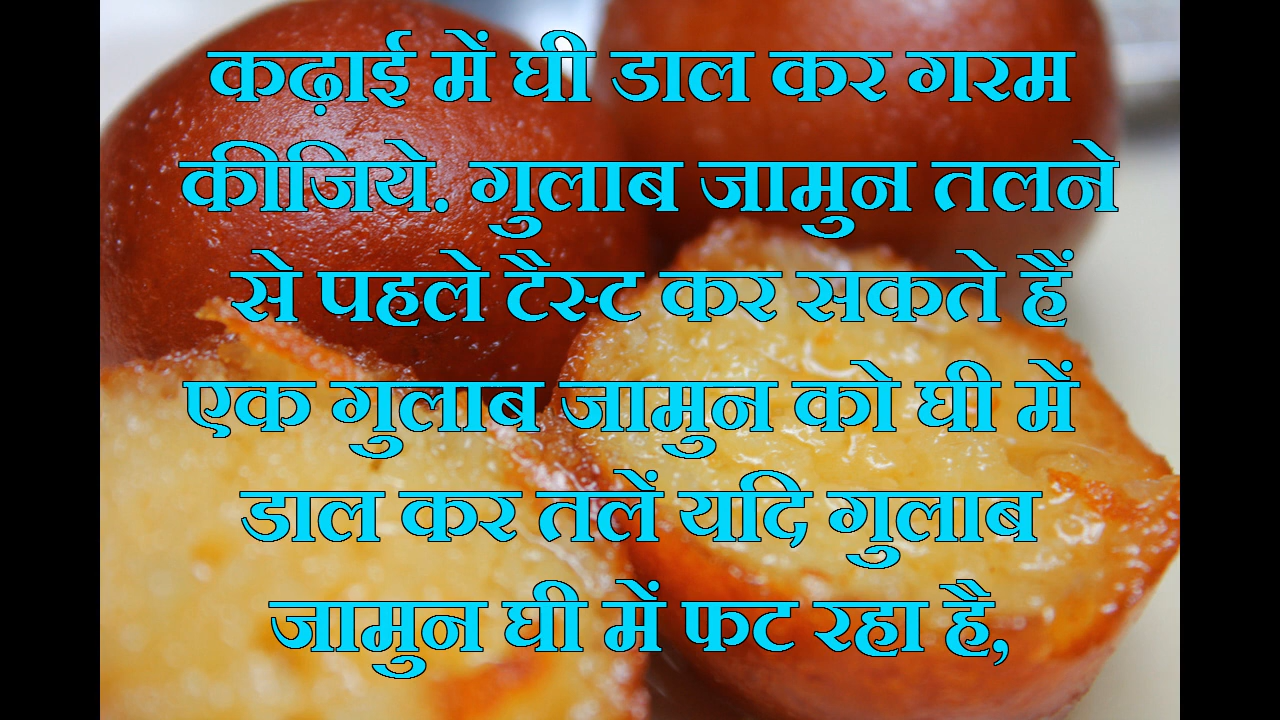 कढ़ाई में घी डाल कर गरम
कीजिये. गुलाब जामुन तलने
से पहले टैस्ट कर सकते हैं
एक गुलाब जामुन को घी में
डाल कर तलें यदि गुलाब
जामुन घी में फट रहा है,